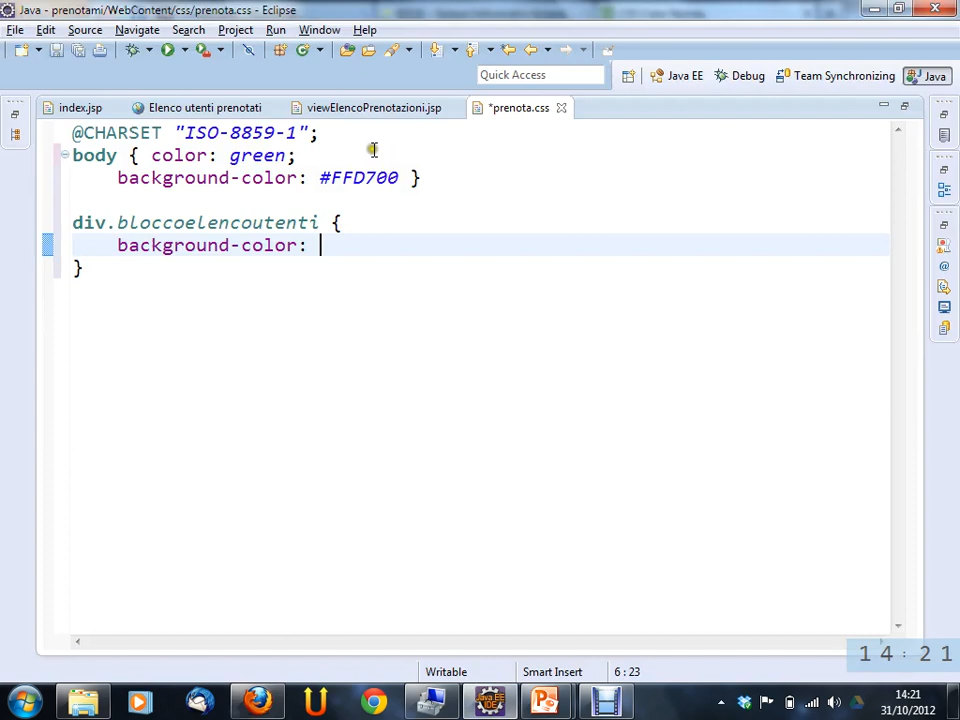 Java - prenotami/WebContent/css/prenota.css - Eclipse
File Edit Source Navigate Search Project Run Window Help
Quick Access
Java EE Debug Team Synchronizing Java
index.jsp Elenco utenti prenotati viewElencoPrenotazioni.jsp *prenota.css
@CHARSET "ISO-8859-1";
body { color: green;
background-color: #FFD700 }
div.bloccoelencoutenti {
background-color:
}
14:21
Writable Smart Insert 6 : 23
Java EE IDE
14:21
31/10/2012